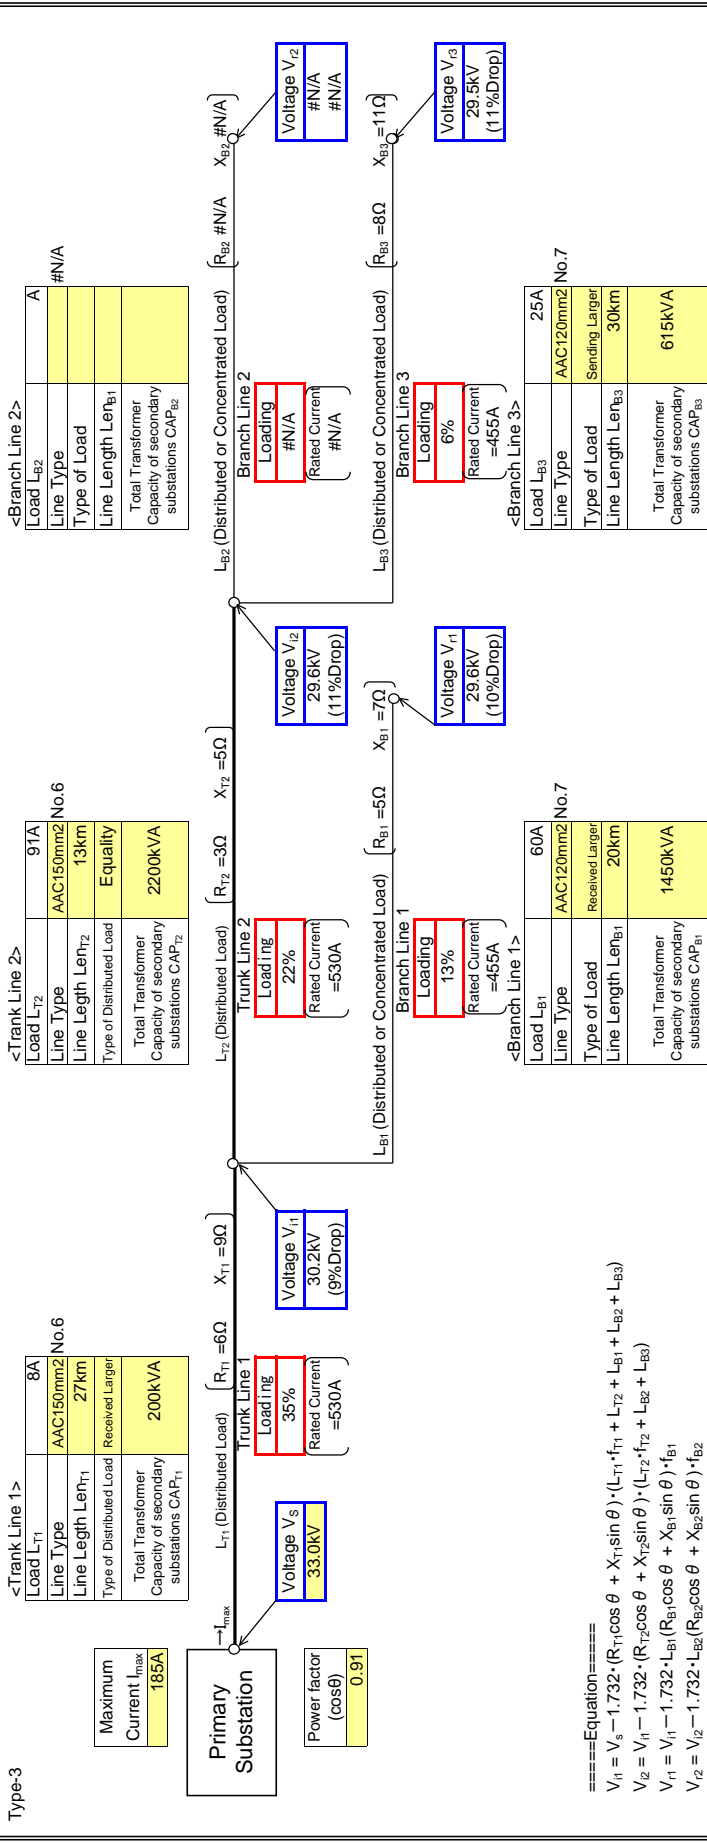 Type-3
Maximum
Current Imax
185A
Primary
Substation
Power factor
(cosθ)
0.91
→Imax
Voltage VS
33.0kV
<Trank Line 1>
Load LT1 8A
Line Type AAC150mm2 No.6
Line Legth LenT1 27km
Type of Distributed Load Received Larger
Total Transformer
Capacity of secondary
substations CAPT1
200kVA
LT1 (Distributed Load)
RT1 =6Ω XT1 =9Ω
Trunk Line 1
Loading
35%
Rated Current
=530A
Voltage Vi1
30.2kV
(9%Drop)
<Trank Line 2>
Load LT2 91A
Line Type AAC150mm2 No.6
Line Legth LenT2 13km
Type of Distributed Load Equality
Total Transformer
Capacity of secondary
substations CAPT2
2200kVA
LT2 (Distributed Load)
RT2 =3Ω XT2 =5Ω
Trunk Line 2
Loading
22%
Rated Current
=530A
Voltage Vi2
29.6kV
(11%Drop)
LB1 (Distributed or Concentrated Load)
RB1 =5Ω XB1 =7Ω
Branch Line 1
Loading
13%
Rated Current
=455A
Voltage Vr1
29.6kV
(10%Drop)
<Branch Line 1>
Load LB1 60A
Line Type AAC120mm2 No.7
Type of Load Received Larger
Line Length LenB1 20km
Total Transformer
Capacity of secondary
substations CAPB1
1450kVA
<Branch Line 2>
Load LB2 A
Line Type #N/A
Type of Load
Line Length LenB1
Total Transformer
Capacity of secondary
substations CAPB2
LB2 (Distributed or Concentrated Load)
RB2 #N/A XB2 #N/A
Branch Line 2
Loading
#N/A
Rated Current
#N/A
Voltage Vr2
#N/A
#N/A
LB3 (Distributed or Concentrated Load)
RB3 =8Ω XB3 =11Ω
Branch Line 3
Loading
6%
Rated Current
=455A
Voltage Vr3
29.5kV
(11%Drop)
<Branch Line 3>
Load LB3 25A
Line Type AAC120mm2 No.7
Type of Load Sending Larger
Line Length LenB3 30km
Total Transformer
Capacity of secondary
substations CAPB3
615kVA
=====Equation=====
Vi1 = Vs－1.732･(RT1cos θ + XT1sin θ)･(LT1･fT1 + LT2 + LB1 + LB2 + LB3)
Vi2 = Vi1－1.732･(RT2cos θ + XT2sin θ)･(LT2･fT2 + LB2 + LB3)
Vr1 = Vi1－1.732･LB1(RB1cos θ + XB1sin θ)･fB1
Vr2 = Vi2－1.732･LB2(RB2cos θ + XB2sin θ)･fB2